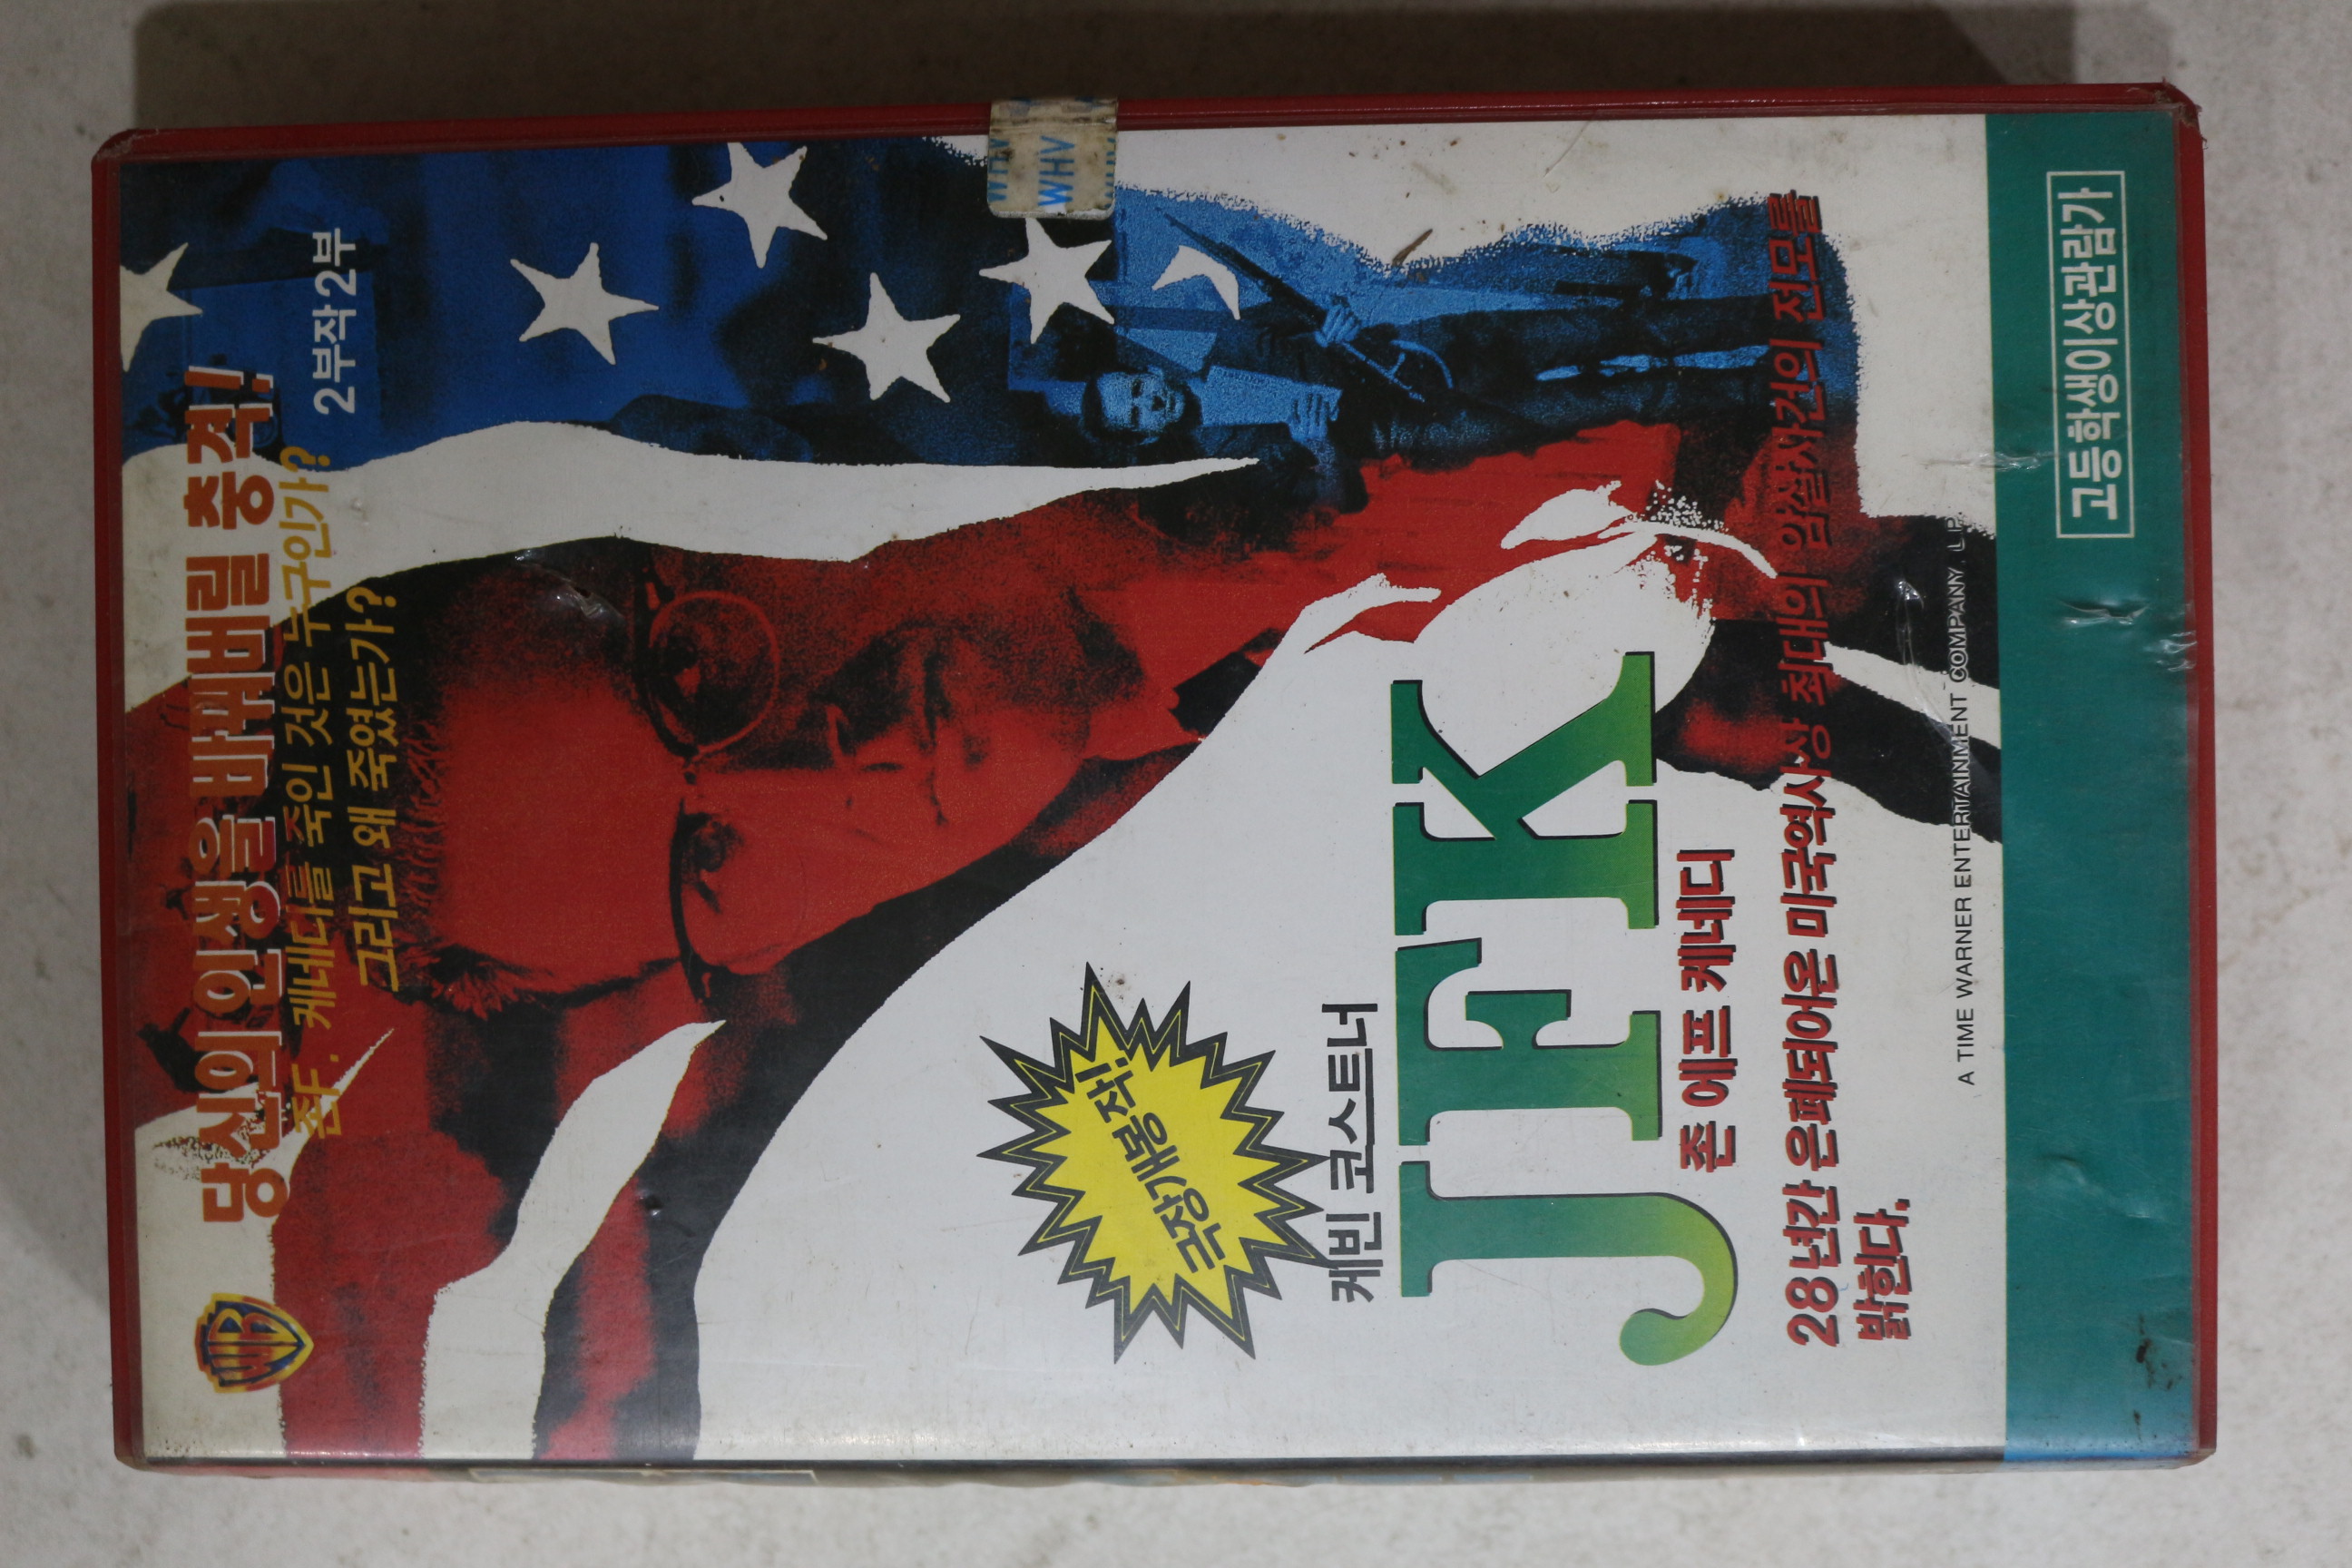 당신의 인생을 바꿔버릴 충격!
존F. 케네디를 죽인 것은 누구인가?
그리고 왜 죽였는가?
2부작 2부
WB
WHV
WHV
극장개봉작!
케빈 코스트너
JFK
존 에프 케네디
28년간 은폐되어온 미국역사상 최대의 암살사건의 전모를
밝힌다.
A TIME WARNER ENTERTAINMENT COMPANY, L.P.
고등학생이상관람가